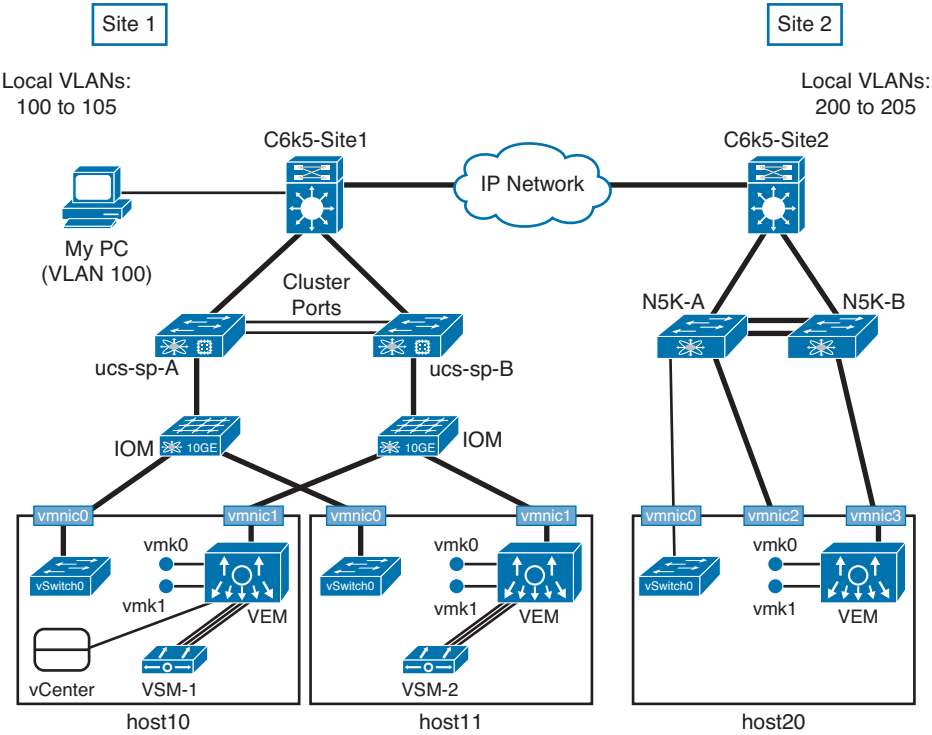 Site 1
Site 2
Local VLANs:
100 to 105
Local VLANs:
200 to 205
C6k5-Site1
C6k5-Site2
IP Network
My PC
(VLAN 100)
Cluster
Ports
N5K-A
N5K-B
ucs-sp-A
ucs-sp-B
IOM
10GE
10GE
IOM
vmnic0
vmnic1
vmnic0
vmnic1
vmnic0
vmnic2
vmnic3
vmk0
vmk0
vmk0
vSwitch0
vSwitch0
vSwitch0
vmk1
vmk1
vmk1
VEM
VEM
VEM
vCenter
VSM-1
VSM-2
host10
host11
host20